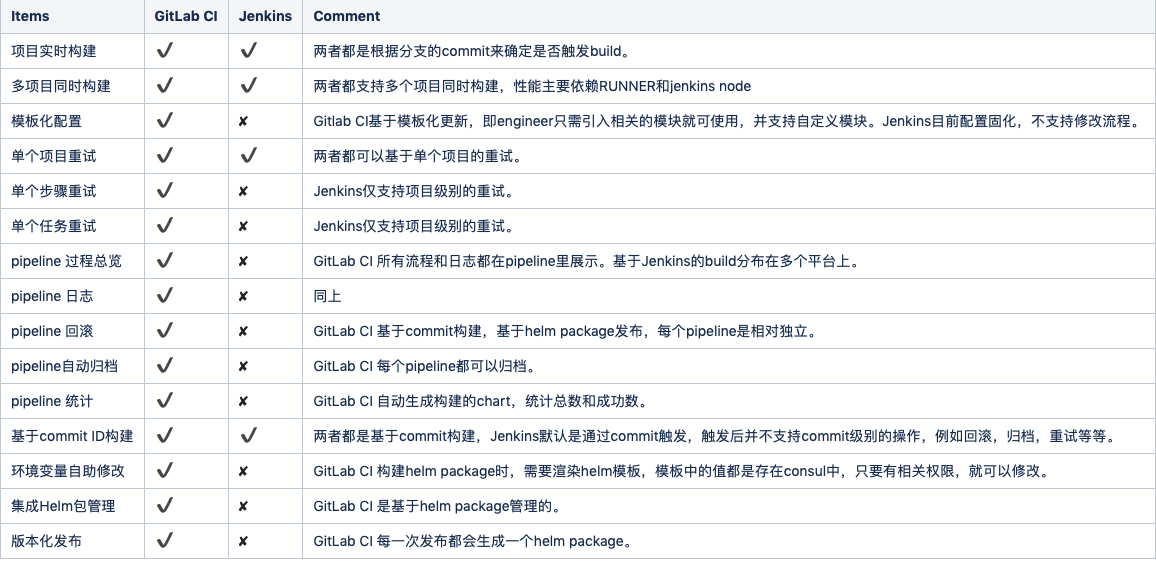 Items GitLab CI Jenkins Comment
项目实时构建 ✔ ✔ 两者都是根据分支的commit来确定是否触发build。
多项目同时构建 ✔ ✔ 两者都支持多个项目同时构建，性能主要依赖RUNNER和jenkins node
模板化配置 ✔ ✘ Gitlab CI基于模板化更新，即engineer只需引入相关的模块就可使用，并支持自定义模块。Jenkins目前配置固化，不支持修改流程。
单个项目重试 ✔ ✔ 两者都可以基于单个项目的重试。
单个步骤重试 ✔ ✘ Jenkins仅支持项目级别的重试。
单个任务重试 ✔ ✘ Jenkins仅支持项目级别的重试。
pipeline 过程总览 ✔ ✘ GitLab CI 所有流程和日志都在pipeline里展示。基于Jenkins的build分布在多个平台上。
pipeline 日志 ✔ ✘ 同上
pipeline 回滚 ✔ ✘ GitLab CI 基于commit构建，基于helm package发布，每个pipeline是相对独立。
pipeline自动归档 ✔ ✘ GitLab CI 每个pipeline都可以归档。
pipeline 统计 ✔ ✘ GitLab CI 自动生成构建的chart，统计总数和成功数。
基于commit ID构建 ✔ ✔ 两者都是基于commit构建，Jenkins默认是通过commit触发，触发后并不支持commit级别的操作，例如回滚，归档，重试等等。
环境变量自助修改 ✔ ✘ GitLab CI 构建helm package时，需要渲染helm模板，模板中的值都是存在consul中，只要有相关权限，就可以修改。
集成Helm包管理 ✔ ✘ GitLab CI 是基于helm package管理的。
版本化发布 ✔ ✘ GitLab CI 每一次发布都会生成一个helm package。